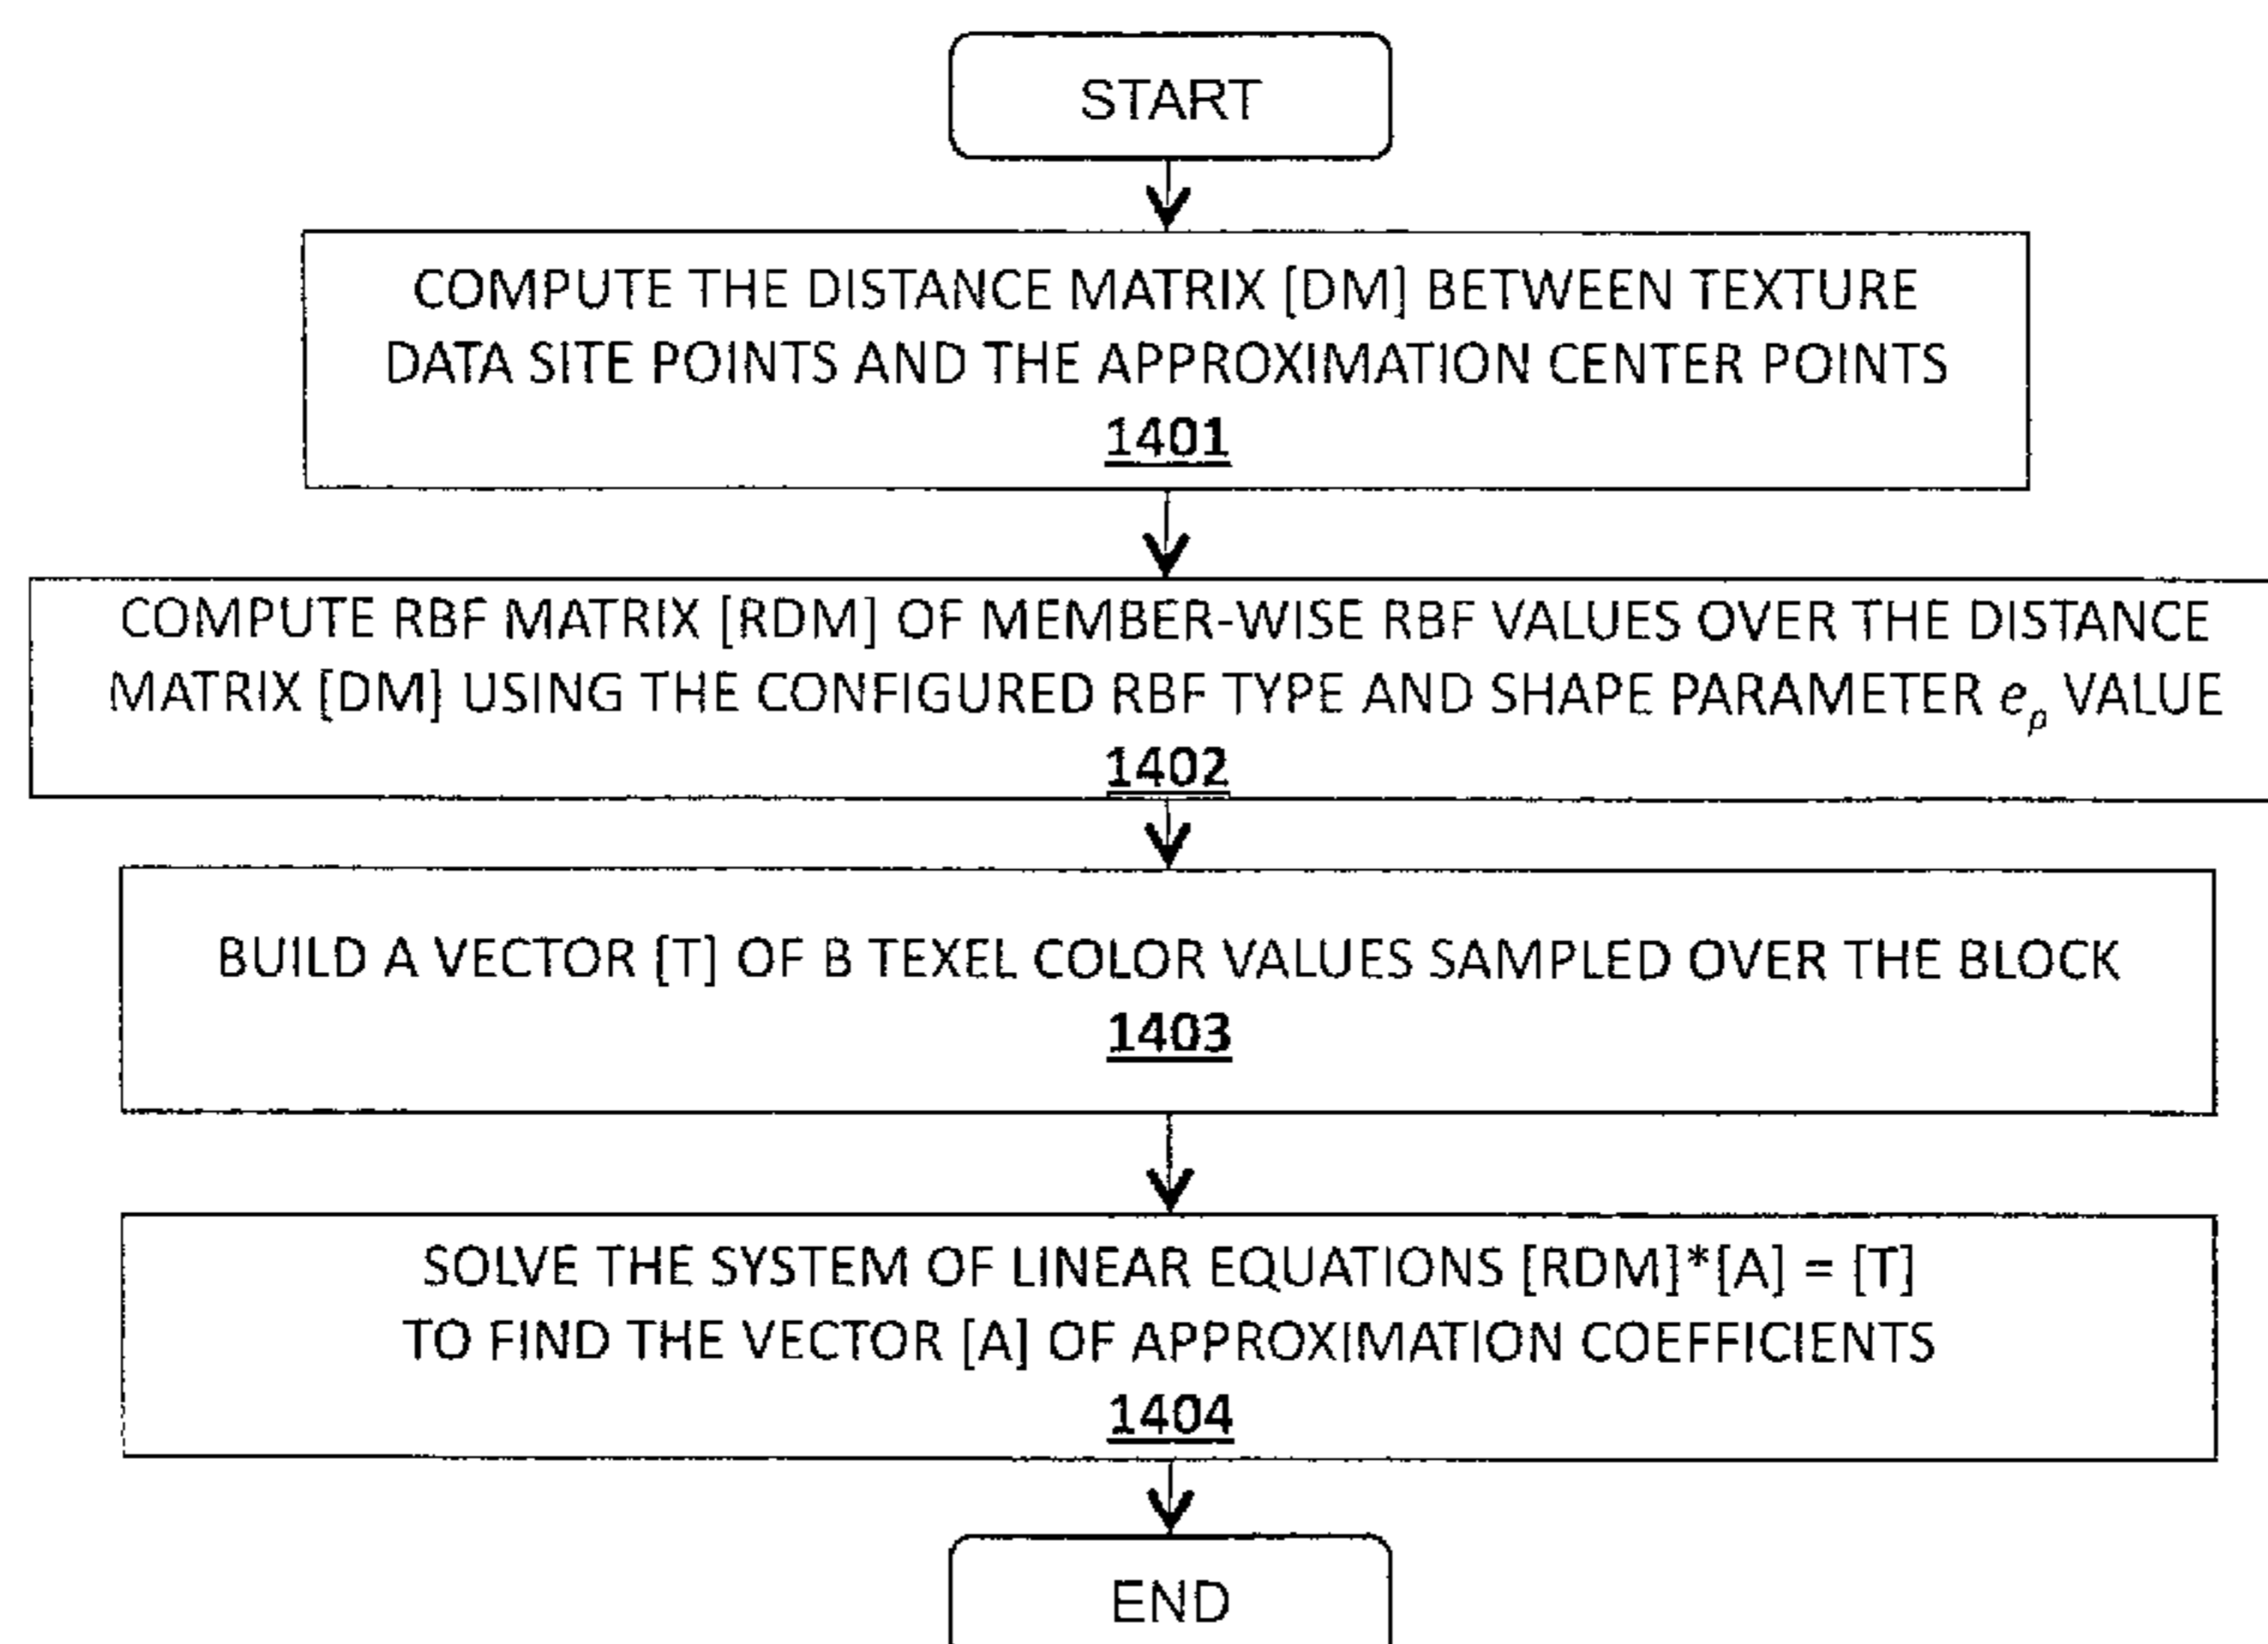 START
COMPUTE THE DISTANCE MATRIX [DM] BETWEEN TEXTURE
DATA SITE POINTS AND THE APPROXIMATION CENTER POINTS
1401
COMPUTE RBF MATRIX [RDM] OF MEMBER-WISE RBF VALUES OVER THE DISTANCE
MATRIX [DM] USING THE CONFIGURED RBF TYPE AND SHAPE PARAMETER eρ VALUE
1402
BUILD A VECTOR [T] OF B TEXEL COLOR VALUES SAMPLED OVER THE BLOCK
1403
SOLVE THE SYSTEM OF LINEAR EQUATIONS [RDM]*[A] = [T]
TO FIND THE VECTOR [A] OF APPROXIMATION COEFFICIENTS
1404
END